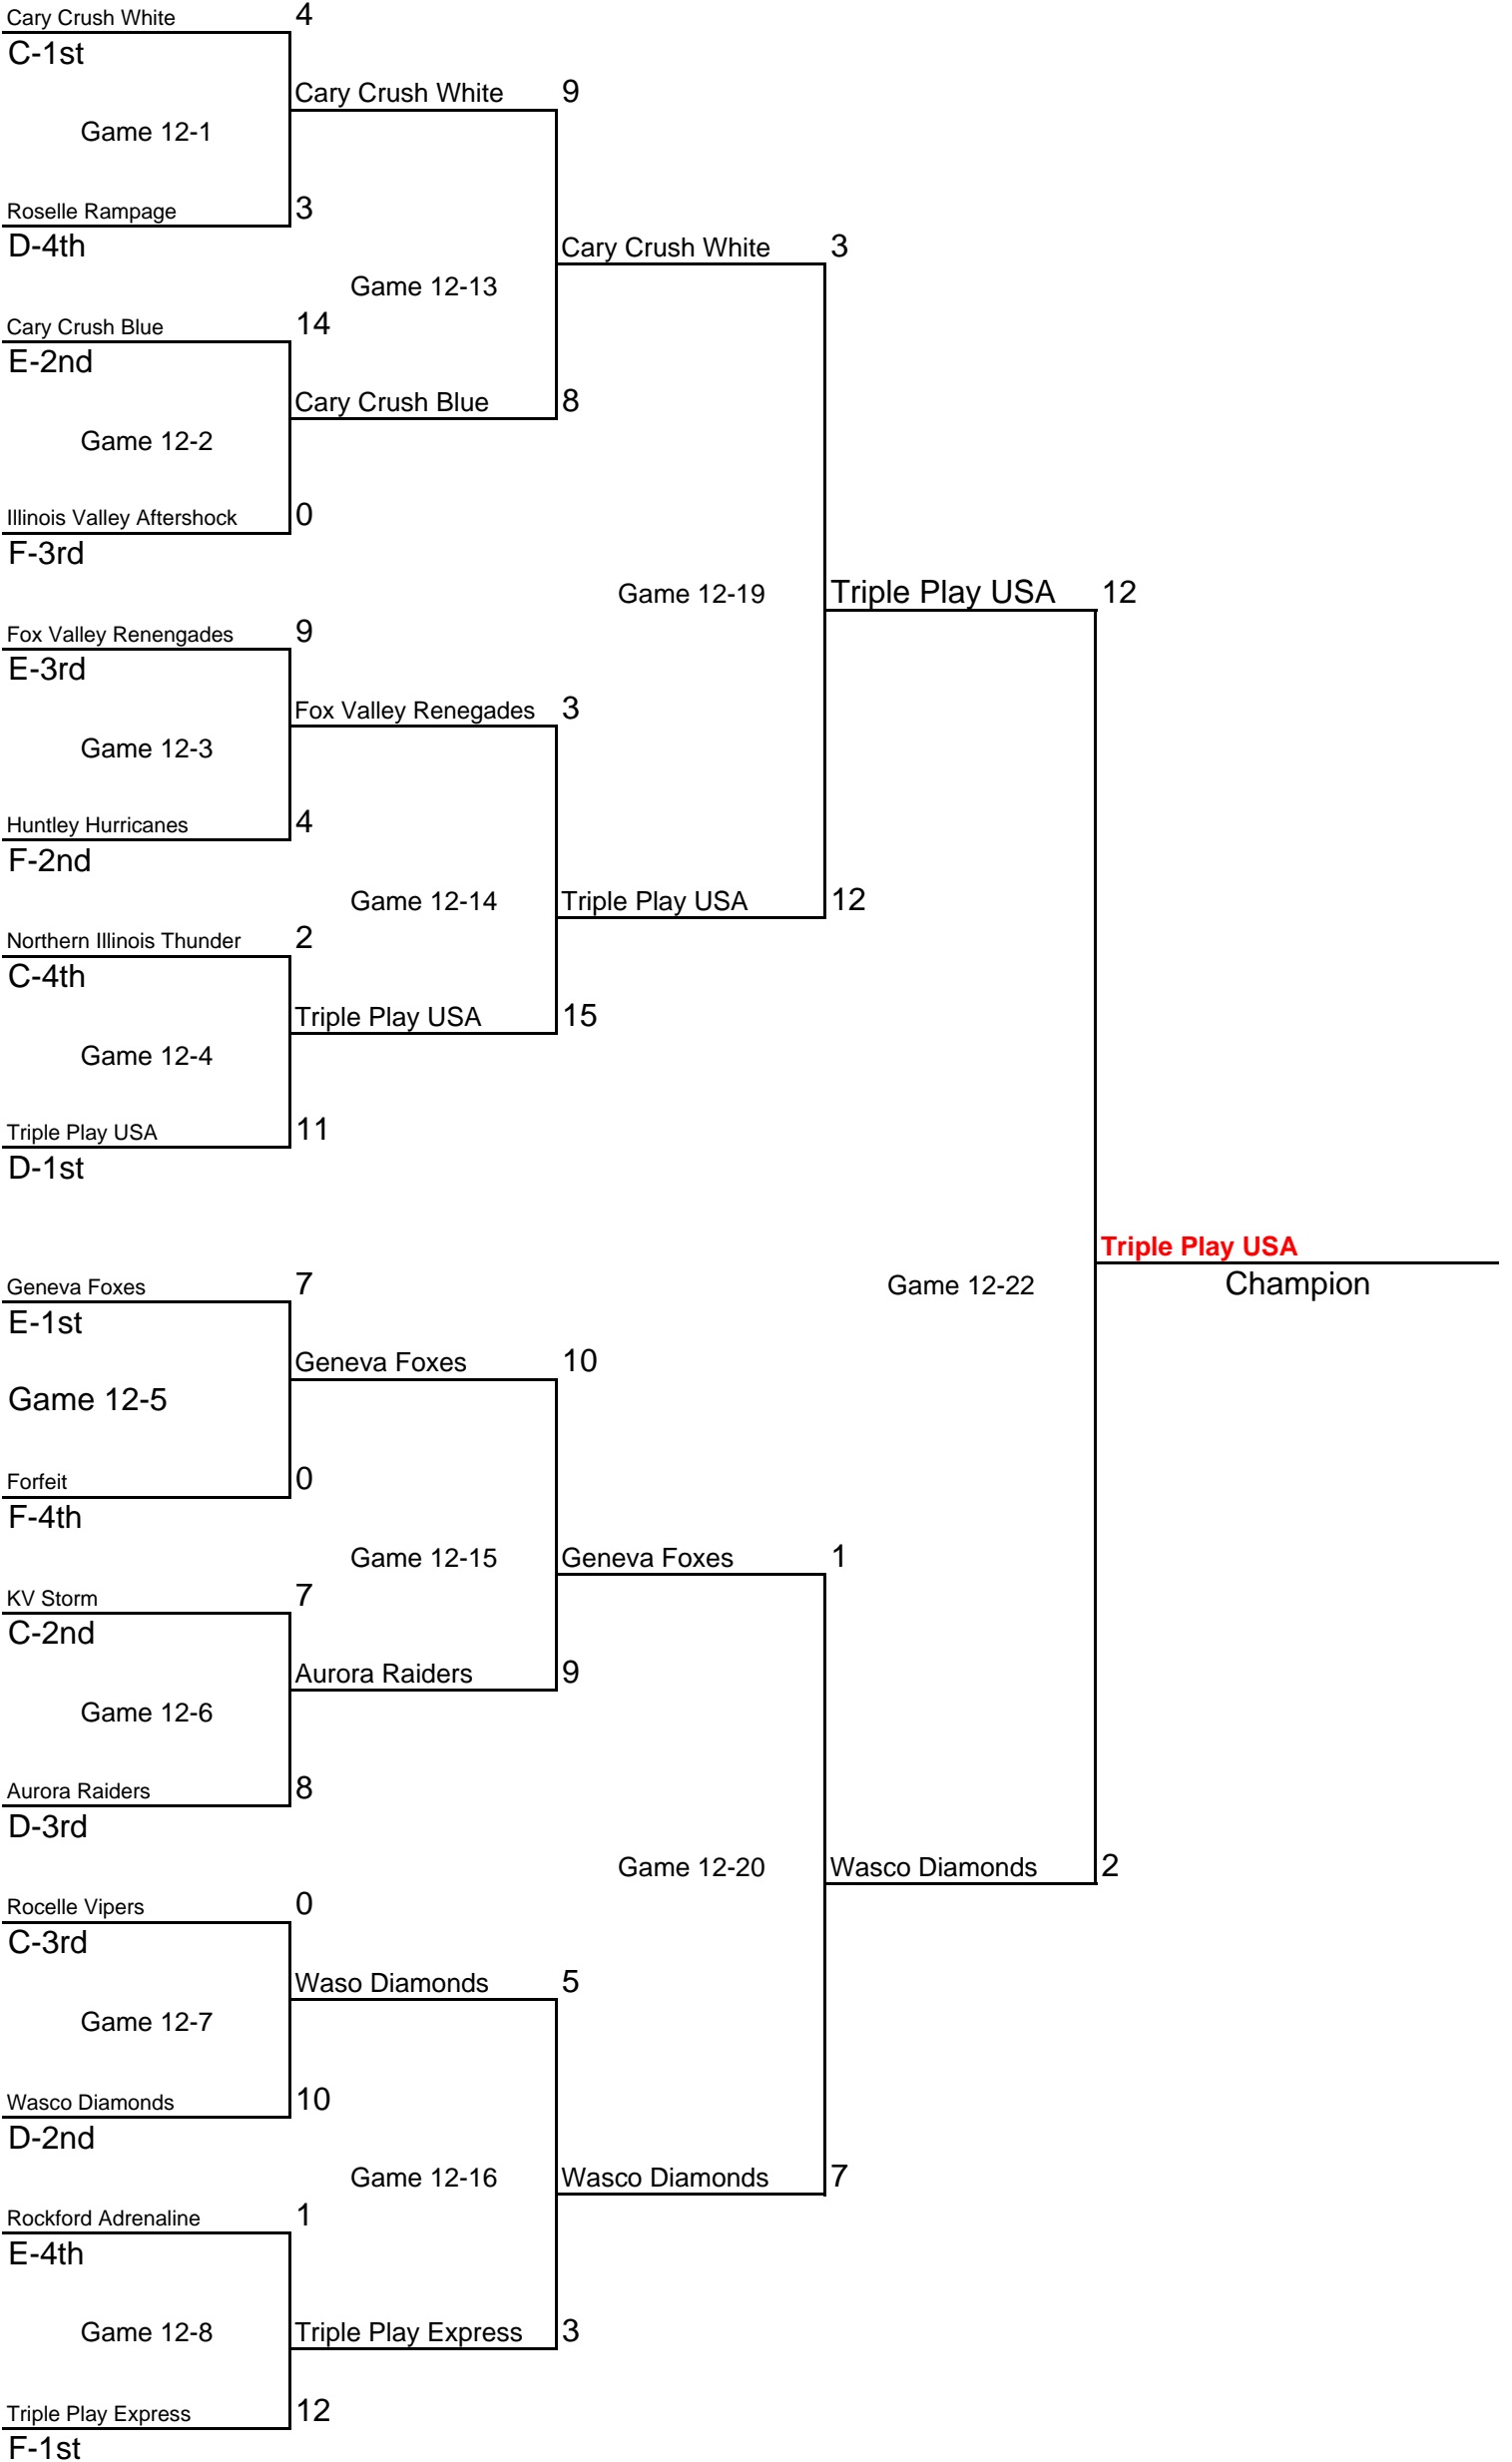 Cary Crush White 4
C-1st
Cary Crush White 9
Game 12-1
Roselle Rampage 3
D-4th
Cary Crush White 3
Game 12-13
Cary Crush Blue 14
E-2nd
Cary Crush Blue 8
Game 12-2
Illinois Valley Aftershock 0
F-3rd
Game 12-19
Triple Play USA 12
Fox Valley Renengades 9
E-3rd
Fox Valley Renegades 3
Game 12-3
Huntley Hurricanes 4
F-2nd
Game 12-14
Triple Play USA 12
Northern Illinois Thunder 2
C-4th
Triple Play USA 15
Game 12-4
Triple Play USA 11
D-1st
Triple Play USA
Geneva Foxes 7
Game 12-22
Champion
E-1st
Geneva Foxes 10
Game 12-5
Forfeit 0
F-4th
Game 12-15
Geneva Foxes 1
KV Storm 7
C-2nd
Aurora Raiders 9
Game 12-6
Aurora Raiders 8
D-3rd
Game 12-20
Wasco Diamonds 2
Rocelle Vipers 0
C-3rd
Waso Diamonds 5
Game 12-7
Wasco Diamonds 10
D-2nd
Game 12-16
Wasco Diamonds 7
Rockford Adrenaline 1
E-4th
Game 12-8
Triple Play Express 3
Triple Play Express 12
F-1st